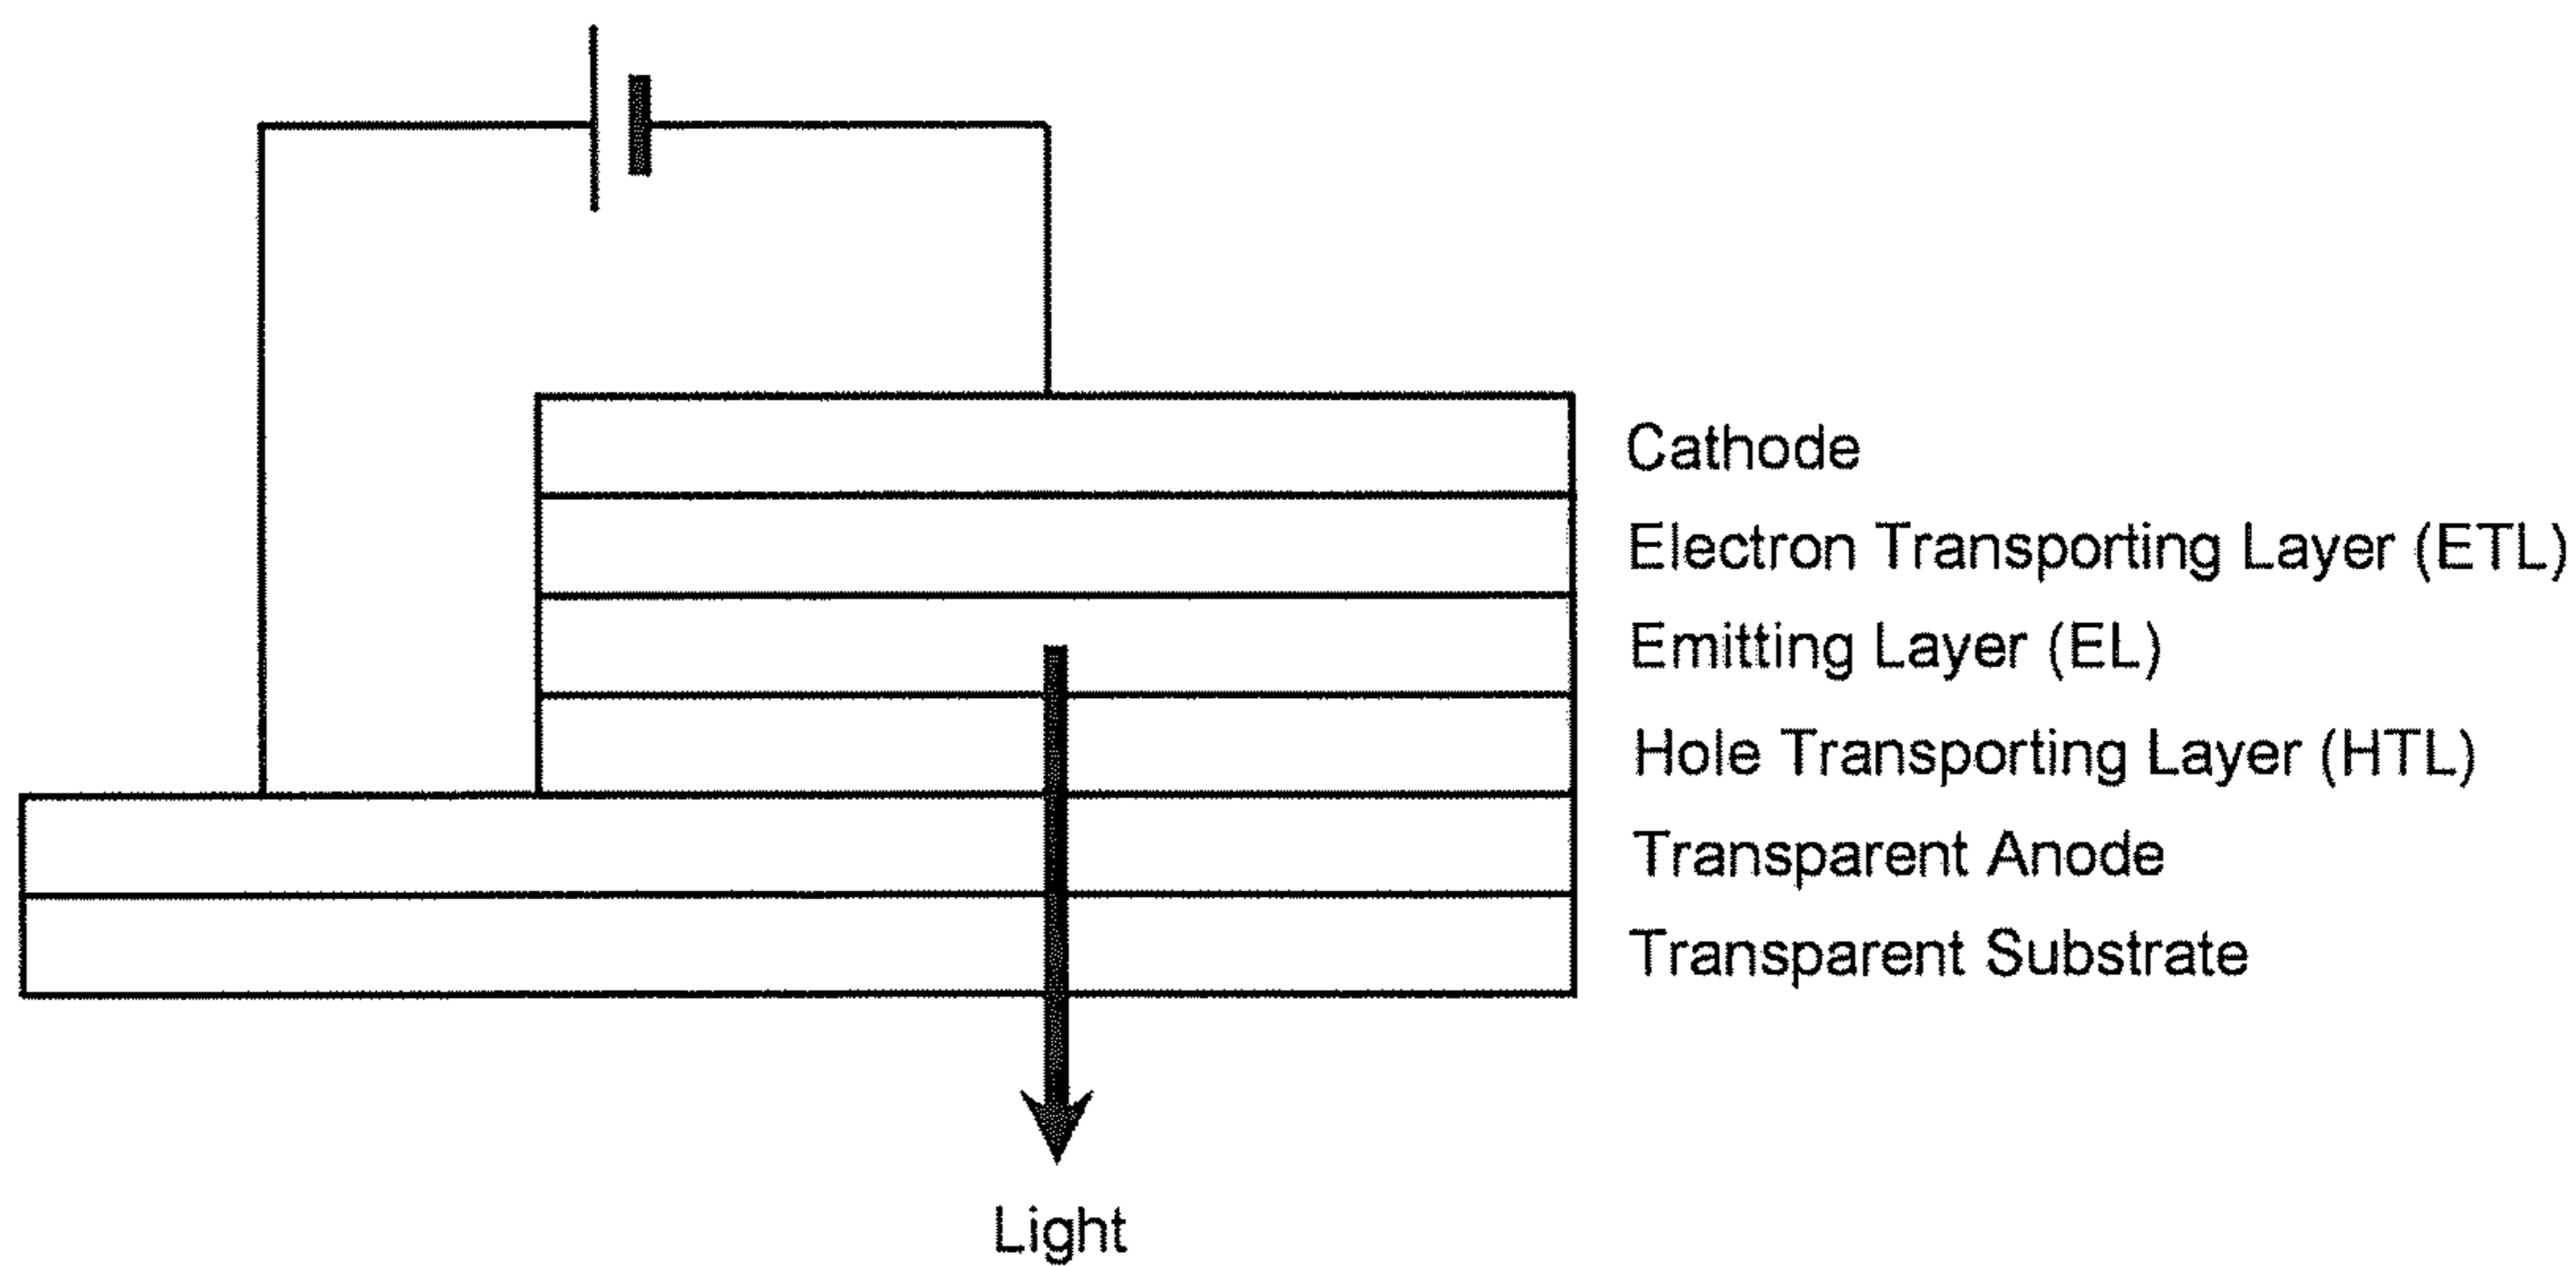 Cathode
Electron Transporting Layer (ETL)
Emitting Layer (EL)
Hole Transporting Layer (HTL)
Transparent Anode
Transparent Substrate
Light